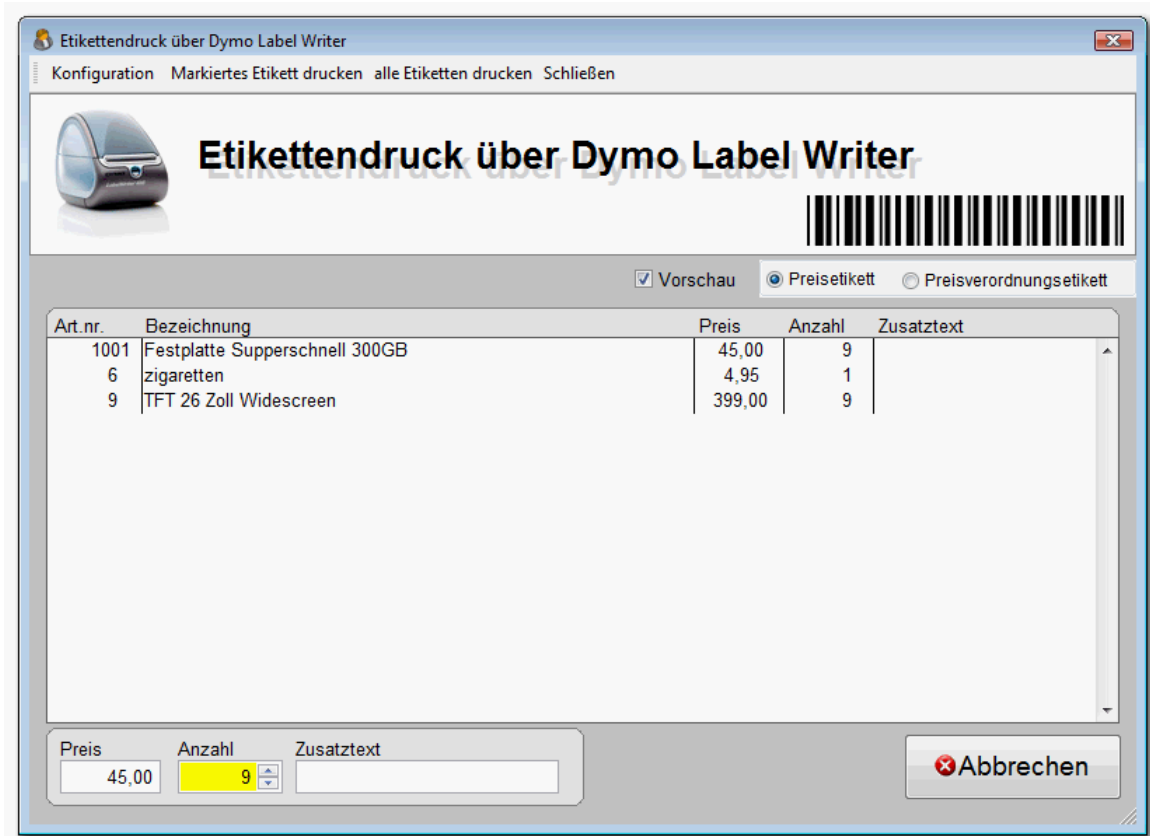 Etikettendruck über Dymo Label Writer
Konfiguration Markiertes Etikett drucken alle Etiketten drucken Schließen
Etikettendruck über Dymo Label Writer
Vorschau Preisetikett Preisverordnungsetikett
Art.nr. Bezeichnung Preis Anzahl Zusatztext
1001 Festplatte Supperschnell 300GB 45,00 9
6 zigaretten 4,95 1
9 TFT 26 Zoll Widescreen 399,00 9
Preis Anzahl Zusatztext
45,00 9
Abbrechen